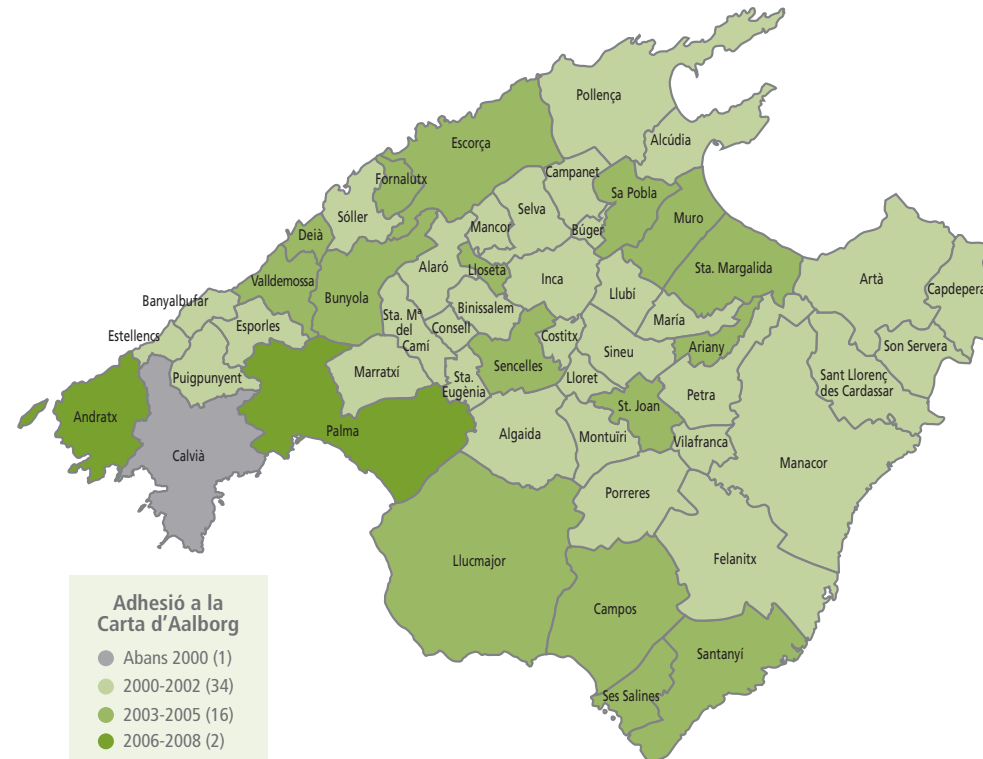 Pollença
Alcúdia
Escorça
Campanet
Fornalutx
Sa Pobla
Selva
Muro
Sóller
Mancor
Búger
Deià
Alaró
Lloseta
Sta. Margalida
Inca
Artà
Valldemossa
Capdepera
Bunyola
Llubí
Banyalbufar
Binissalem
Sta. Mª
del
Camí
María
Esporles
Consell
Costitx
Estellencs
Ariany
Son Servera
Sineu
Sencelles
Marratxí
Puigpunyent
Sta.
Eugènia
Lloret
Sant Llorenç
des Cardassar
Petra
St. Joan
Andratx
Palma
Algaida
Montuïri
Vilafranca
Calvià
Manacor
Porreres
Llucmajor
Felanitx
Campos
Santanyí
Ses Salines
Adhesió a la
Carta d'Aalborg
Abans 2000 (1)
2000-2002 (34)
2003-2005 (16)
2006-2008 (2)